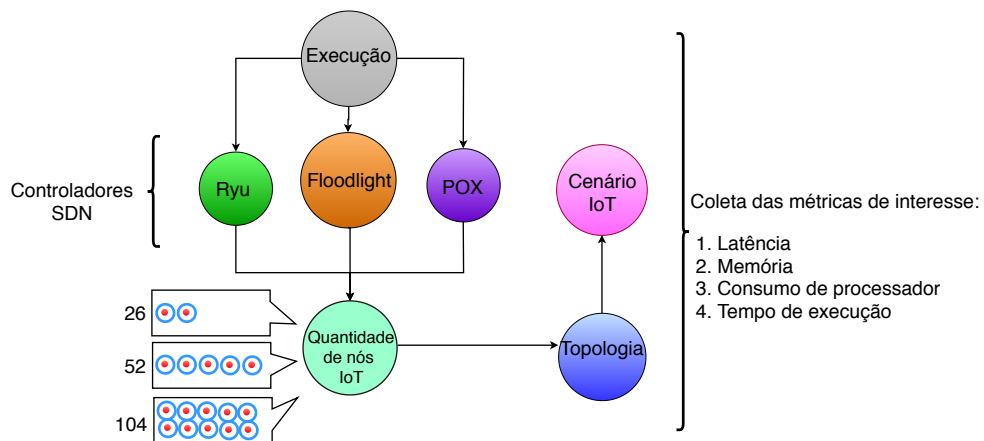 Execução
Controladores
SDN
Ryu
Floodlight
POX
Cenário
IoT
Coleta das métricas de interesse:
1. Latência
2. Memória
3. Consumo de processador
4. Tempo de execução
26
52
104
Quantidade
de nós
IoT
Topologia